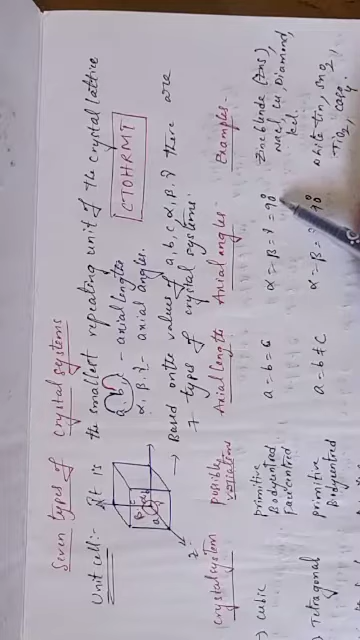 Seven types of crystal systems
Unit cell:- It is the smallest repeating unit of the crystal lattice
a, b, c - axial lengths
α, β, γ - axial angles.
CTOHRMT
→ Based on the values of a, b, c α, β, γ there are
7 types of crystal systems.
Crystal system possible variations Axial lengths Axial angles Examples -
→ cubic primitive Bodycentred Facecentred a = b = c α = β = γ = 90° Zinc blende (Zns), Nacl, cu, Diamond, kcl
Tetragonal primitive Bodycentred a = b ≠ c α = β = 90° white tin, SnO2, TiO2, Caso4